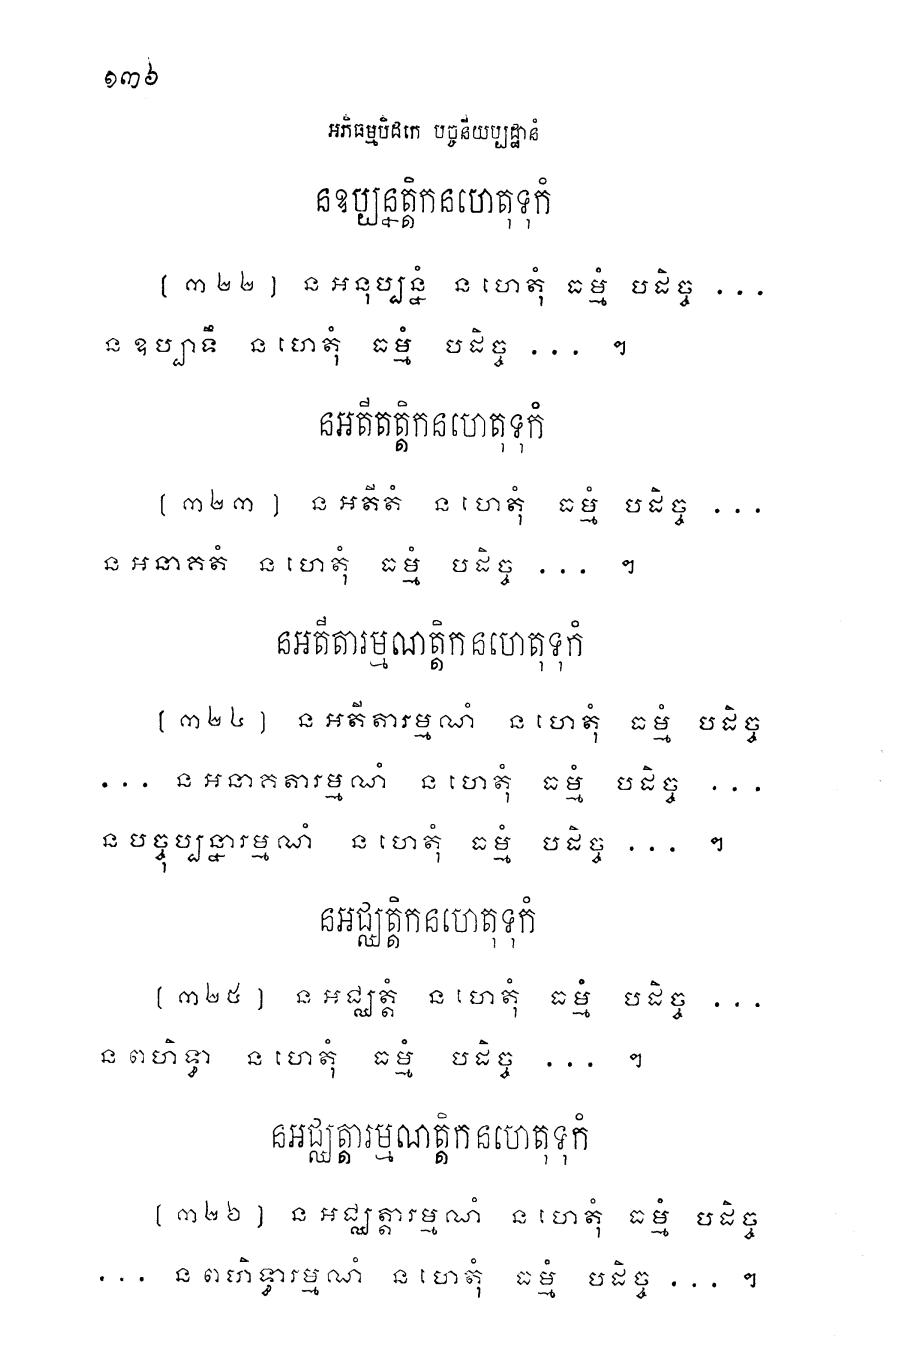 ១៣៦
អភិធម្មបិដកេ បច្ចនីយប្បដ្ឋានំ
នឧប្បន្នត្តិកនហេតុទុកំ
(៣២២) ន អនុប្បន្នំ ន ហេតុំ ធម្មំ បដិច្ច ...
ន ឧប្បាទឹ ន ហេតុំ ធម្មំ បដិច្ច ... ។
នអតីតត្តិកនហេតុទុកំ
(៣២៣) ន អតីតំ ន ហេតុំ ធម្មំ បដិច្ច ...
ន អនាគតំ ន ហេតុំ ធម្មំ បដិច្ច ... ។
នអតីតារម្មណត្តិកនហេតុទុកំ
(៣២៤) ន អតីតារម្មណំ ន ហេតុំ ធម្មំ បដិច្ច
... ន អនាគតារម្មណំ ន ហេតុំ ធម្មំ បដិច្ច ...
ន បច្ចុប្បន្នារម្មណំ ន ហេតុំ ធម្មំ បដិច្ច ... ។
នអជ្ឈត្តិកនហេតុទុកំ
(៣២៥) ន អជ្ឈត្តំ ន ហេតុំ ធម្មំ បដិច្ច ...
ន ពហិទ្ធា ន ហេតុំ ធម្មំ បដិច្ច ... ។
នអជ្ឈត្តារម្មណត្តិកនហេតុទុកំ
(៣២៦) ន អជ្ឈត្តារម្មណំ ន ហេតុំ ធម្មំ បដិច្ច
... ន ពហិទ្ធារម្មណំ ន ហេតុំ ធម្មំ បដិច្ច ... ។